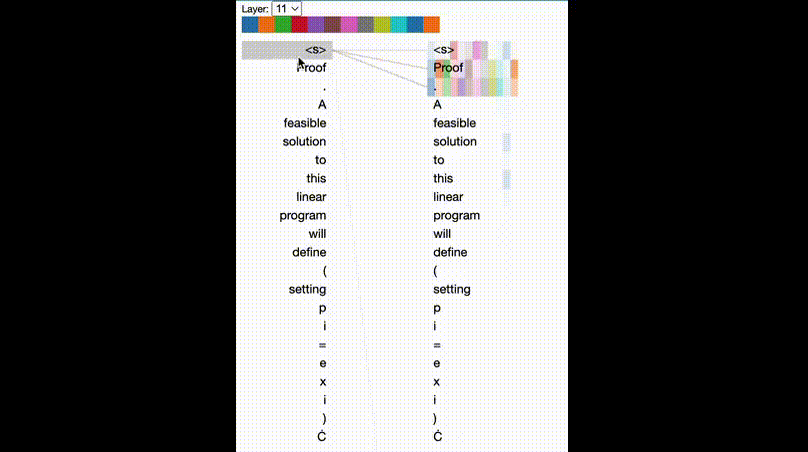 Layer: 11
<s> <s>
Proof Proof
. .
A A
feasible feasible
solution solution
to to
this this
linear linear
program program
will will
define define
( (
setting setting
p p
i i
= =
e e
x x
i i
) )
Ċ Ċ